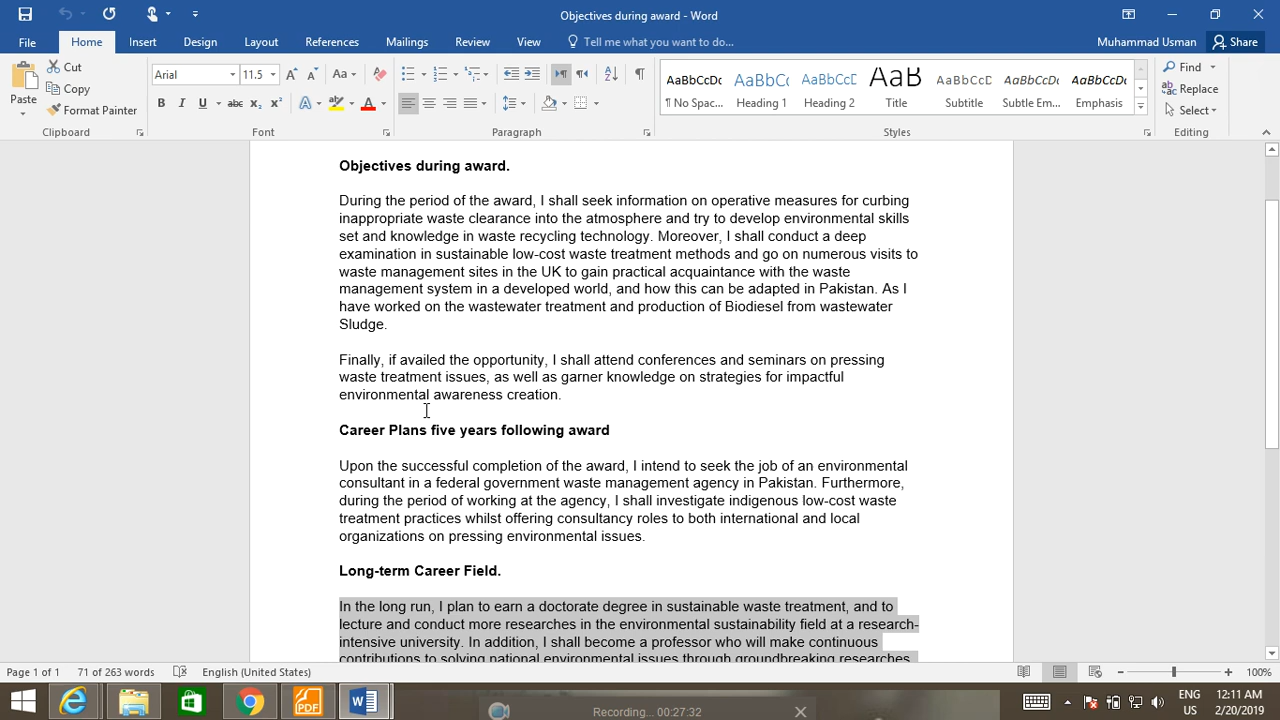 Objectives during award - Word
File Home Insert Design Layout References Mailings Review View Tell me what you want to do... Muhammad Usman Share
Paste
Cut
Copy
Format Painter
Clipboard
Arial 11.5
Font
Paragraph
AaBbCcDc AaBbCc AaBbCcD AaB AaBbCcD AaBbCcDc AaBbCcDc
¶ No Spac... Heading 1 Heading 2 Title Subtitle Subtle Em... Emphasis
Styles
Find
Replace
Select
Editing
Objectives during award.
During the period of the award, I shall seek information on operative measures for curbing
inappropriate waste clearance into the atmosphere and try to develop environmental skills
set and knowledge in waste recycling technology. Moreover, I shall conduct a deep
examination in sustainable low-cost waste treatment methods and go on numerous visits to
waste management sites in the UK to gain practical acquaintance with the waste
management system in a developed world, and how this can be adapted in Pakistan. As I
have worked on the wastewater treatment and production of Biodiesel from wastewater
Sludge.
Finally, if availed the opportunity, I shall attend conferences and seminars on pressing
waste treatment issues, as well as garner knowledge on strategies for impactful
environmental awareness creation.
Career Plans five years following award
Upon the successful completion of the award, I intend to seek the job of an environmental
consultant in a federal government waste management agency in Pakistan. Furthermore,
during the period of working at the agency, I shall investigate indigenous low-cost waste
treatment practices whilst offering consultancy roles to both international and local
organizations on pressing environmental issues.
Long-term Career Field.
In the long run, I plan to earn a doctorate degree in sustainable waste treatment, and to
lecture and conduct more researches in the environmental sustainability field at a research-
intensive university. In addition, I shall become a professor who will make continuous
contributions to solving national environmental issues through groundbreaking researches
Page 1 of 1 71 of 263 words English (United States) 100%
Recording... 00:27:32
ENG
US
12:11 AM
2/20/2019